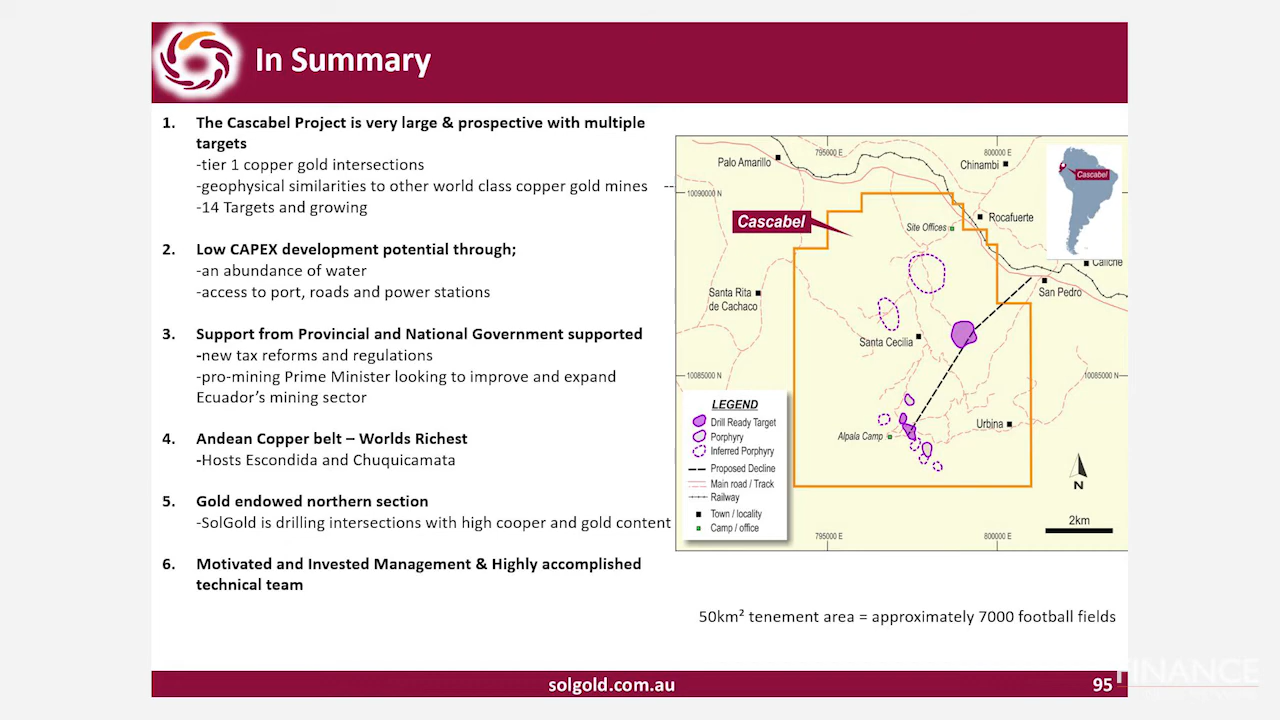 In Summary
1. The Cascabel Project is very large & prospective with multiple
targets
-tier 1 copper gold intersections
-geophysical similarities to other world class copper gold mines --
-14 Targets and growing
2. Low CAPEX development potential through;
-an abundance of water
-access to port, roads and power stations
3. Support from Provincial and National Government supported
-new tax reforms and regulations
-pro-mining Prime Minister looking to improve and expand
Ecuador's mining sector
4. Andean Copper belt – Worlds Richest
-Hosts Escondida and Chuquicamata
5. Gold endowed northern section
-SolGold is drilling intersections with high cooper and gold content
6. Motivated and Invested Management & Highly accomplished
technical team
795000 E
800000 E
Palo Amarillo
Chinambi
Cascabel
10090000 N
Cascabel
Rocafuerte
Site Offices
Caliche
Santa Rita
de Cachaco
San Pedro
Santa Cecilia
10085000 N
10085000 N
LEGEND
Drill Ready Target
Porphyry
Inferred Porphyry
Proposed Decline
Main road / Track
Railway
Town / locality
Camp / office
Alpala Camp
Urbina
N
2km
795000 E
800000 E
50km² tenement area = approximately 7000 football fields
solgold.com.au
95
FINANCE